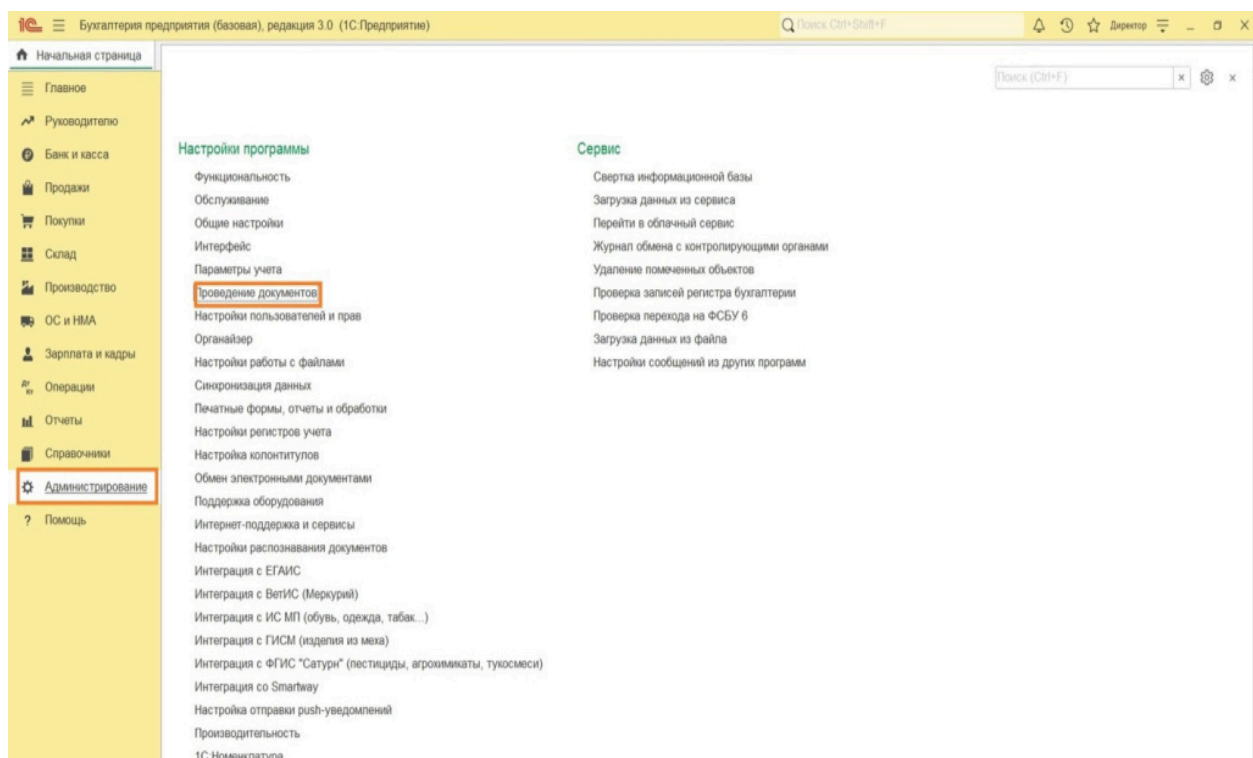 1С Бухгалтерия предприятия (базовая), редакция 3.0 (1С:Предприятие) Поиск Ctrl+Shift+F Директор
Начальная страница
Поиск (Ctrl+F)
Главное
Руководителю
Банк и касса
Продажи
Покупки
Склад
Производство
ОС и НМА
Зарплата и кадры
Дт Кт Операции
Отчеты
Справочники
Администрирование
? Помощь
Настройки программы
Функциональность
Обслуживание
Общие настройки
Интерфейс
Параметры учета
Проведение документов
Настройки пользователей и прав
Органайзер
Настройки работы с файлами
Синхронизация данных
Печатные формы, отчеты и обработки
Настройки регистров учета
Настройка колонтитулов
Обмен электронными документами
Поддержка оборудования
Интернет-поддержка и сервисы
Настройки распознавания документов
Интеграция с ЕГАИС
Интеграция с ВетИС (Меркурий)
Интеграция с ИС МП (обувь, одежда, табак...)
Интеграция с ГИСМ (изделия из меха)
Интеграция с ФГИС "Сатурн" (пестициды, агрохимикаты, тукосмеси)
Интеграция со Smartway
Настройка отправки push-уведомлений
Производительность
1С:Номенклатура
Сервис
Свертка информационной базы
Загрузка данных из сервиса
Перейти в облачный сервис
Журнал обмена с контролирующими органами
Удаление помеченных объектов
Проверка записей регистра бухгалтерии
Проверка перехода на ФСБУ 6
Загрузка данных из файла
Настройки сообщений из других программ